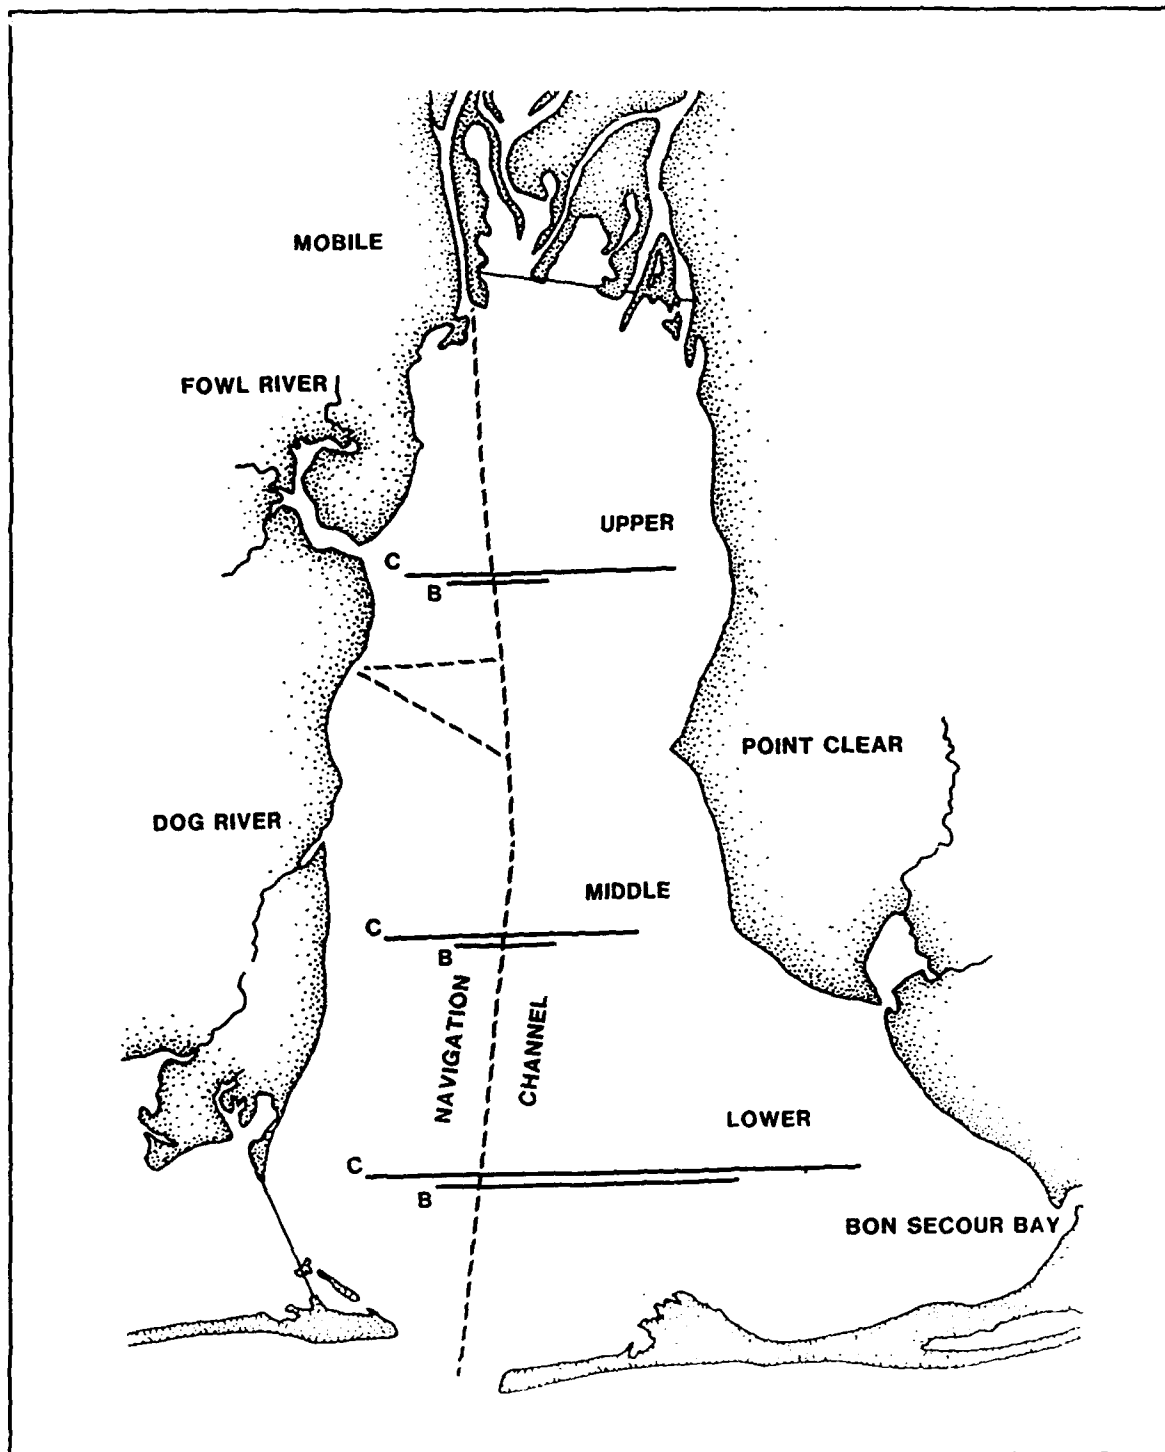 MOBILE
FOWL RIVER
UPPER
C
B
POINT CLEAR
DOG RIVER
MIDDLE
C
B
NAVIGATION
CHANNEL
LOWER
C
B
BON SECOUR BAY